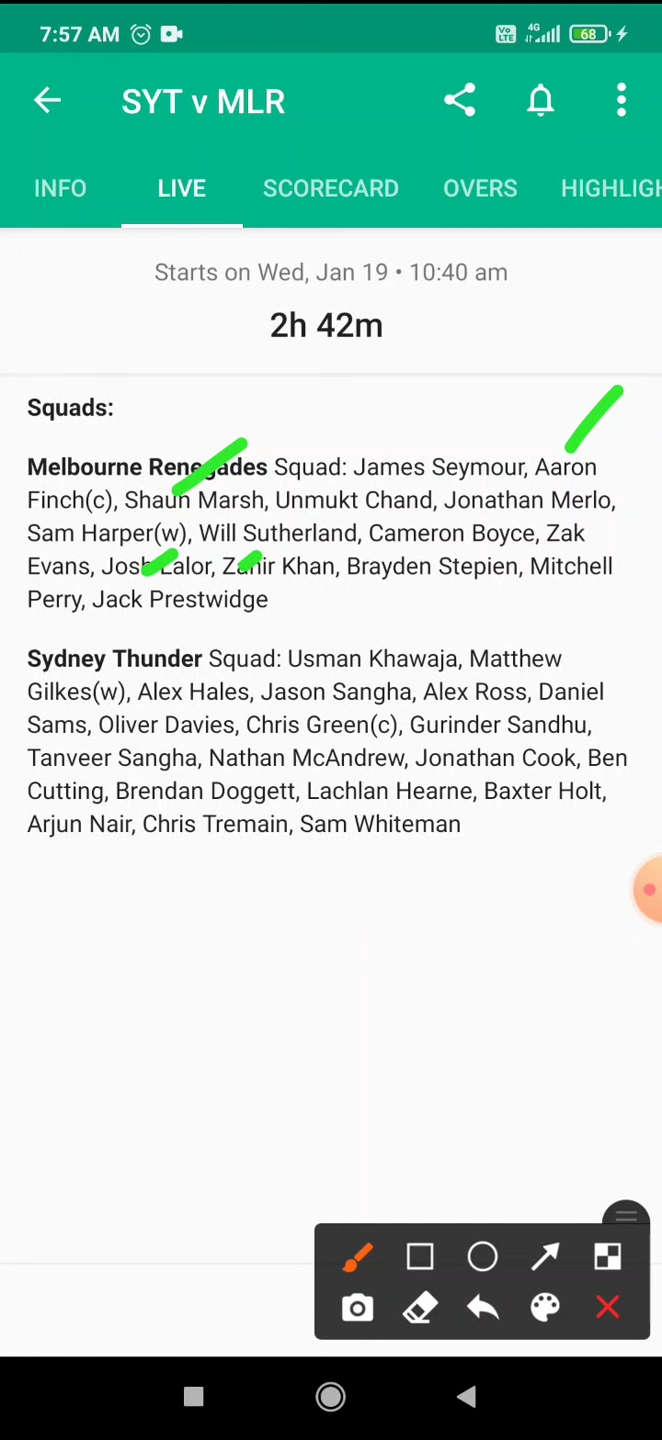 7:57 AM
Vo LTE 4G 68
SYT v MLR
INFO LIVE SCORECARD OVERS HIGHLIGH
Starts on Wed, Jan 19 • 10:40 am
2h 42m
Squads:
Melbourne Renegades Squad: James Seymour, Aaron
Finch(c), Shaun Marsh, Unmukt Chand, Jonathan Merlo,
Sam Harper(w), Will Sutherland, Cameron Boyce, Zak
Evans, Josh Lalor, Zahir Khan, Brayden Stepien, Mitchell
Perry, Jack Prestwidge
Sydney Thunder Squad: Usman Khawaja, Matthew
Gilkes(w), Alex Hales, Jason Sangha, Alex Ross, Daniel
Sams, Oliver Davies, Chris Green(c), Gurinder Sandhu,
Tanveer Sangha, Nathan McAndrew, Jonathan Cook, Ben
Cutting, Brendan Doggett, Lachlan Hearne, Baxter Holt,
Arjun Nair, Chris Tremain, Sam Whiteman